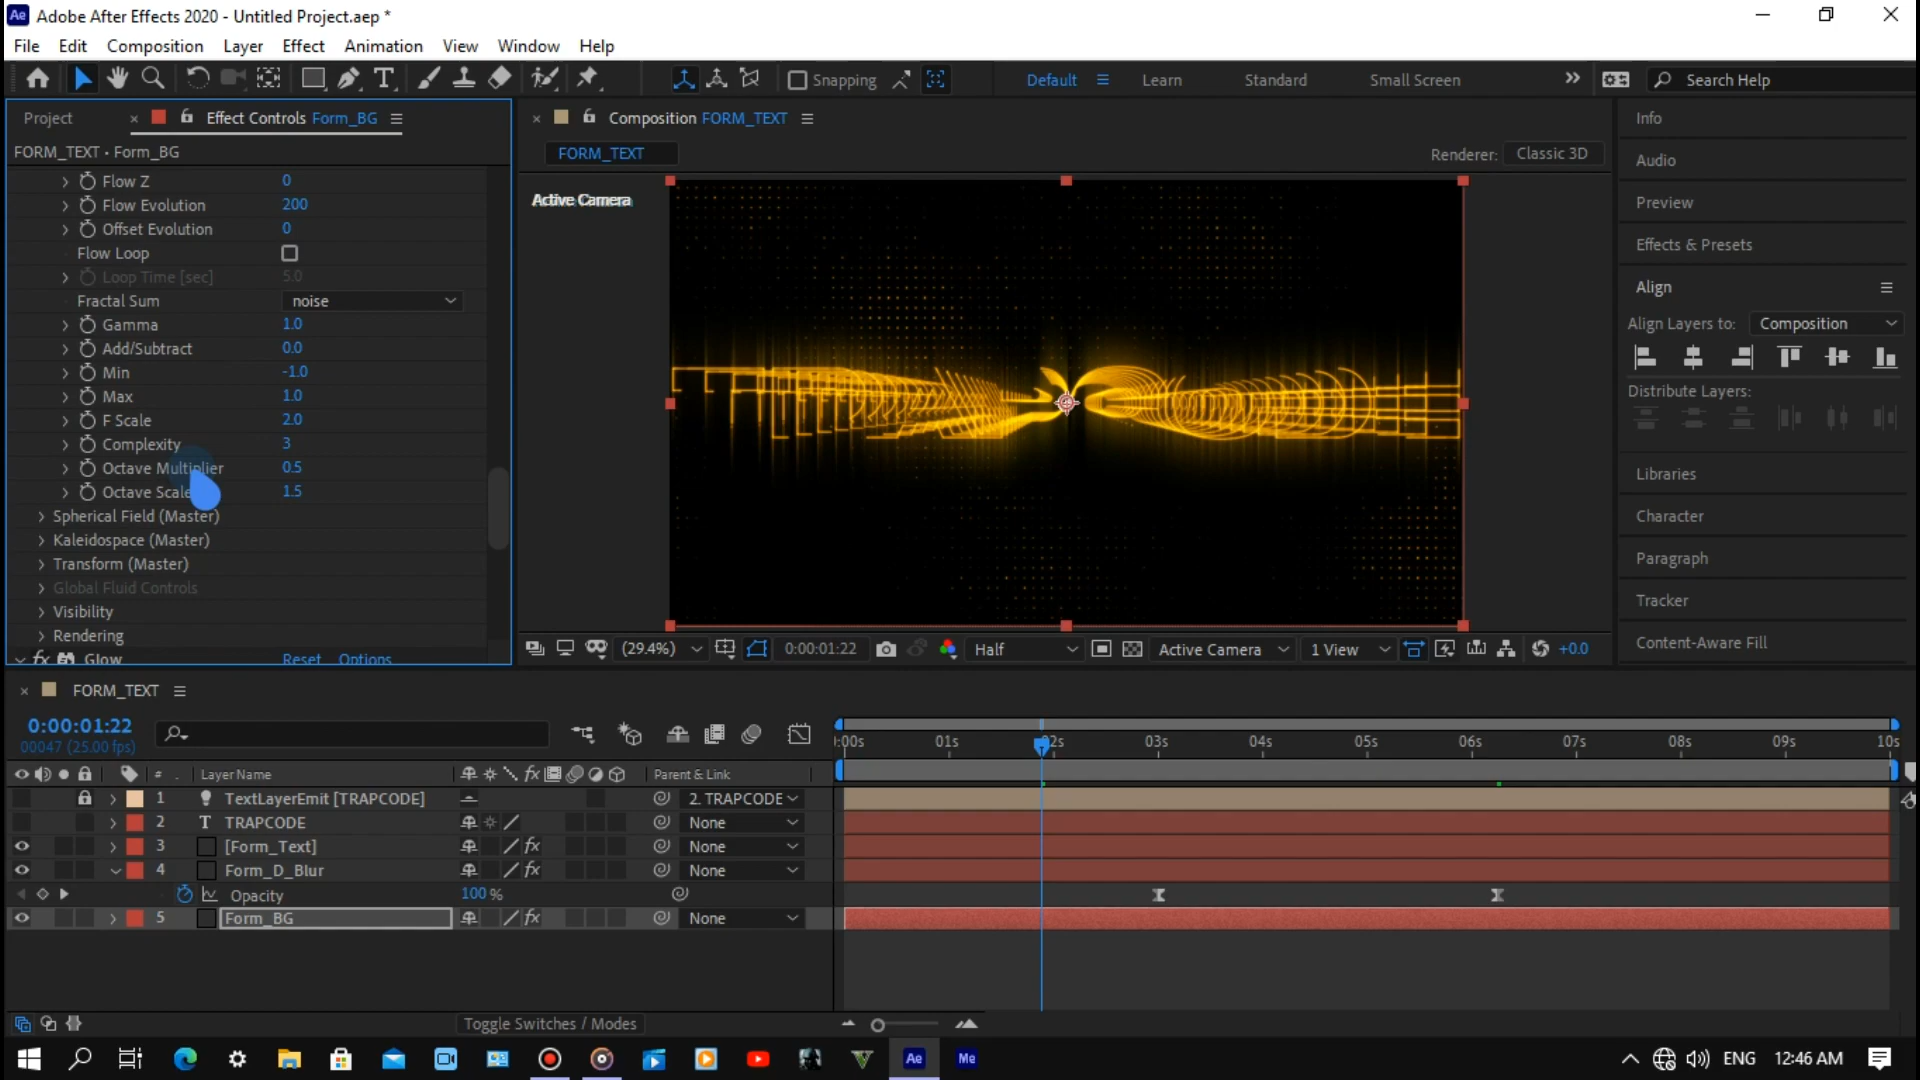 Ae Adobe After Effects 2020 - Untitled Project.aep *
File Edit Composition Layer Effect Animation View Window Help
Snapping Default Learn Standard Small Screen Search Help
Project Effect Controls Form_BG
FORM_TEXT • Form_BG
Flow Z 0
Flow Evolution 200
Offset Evolution 0
Flow Loop
Loop Time [sec] 5.0
Fractal Sum noise
Gamma 1.0
Add/Subtract 0.0
Min -1.0
Max 1.0
F Scale 2.0
Complexity 3
Octave Multiplier 0.5
Octave Scale 1.5
Spherical Field (Master)
Kaleidospace (Master)
Transform (Master)
Global Fluid Controls
Visibility
Rendering
fx Glow Reset Options
Composition FORM_TEXT
FORM_TEXT
Renderer: Classic 3D
Active Camera
(29.4%) 0:00:01:22 Half Active Camera 1 View +0.0
Info
Audio
Preview
Effects & Presets
Align
Align Layers to: Composition
Distribute Layers:
Libraries
Character
Paragraph
Tracker
Content-Aware Fill
FORM_TEXT
0:00:01:22
00047 (25.00 fps)
:00s 01s 02s 03s 04s 05s 06s 07s 08s 09s 10s
# Layer Name fx Parent & Link
1 TextLayerEmit [TRAPCODE] 2. TRAPCODE
2 T TRAPCODE None
3 [Form_Text] fx None
4 Form_D_Blur fx None
Opacity 100 %
5 Form_BG fx None
Toggle Switches / Modes
Ae Me ENG 12:46 AM